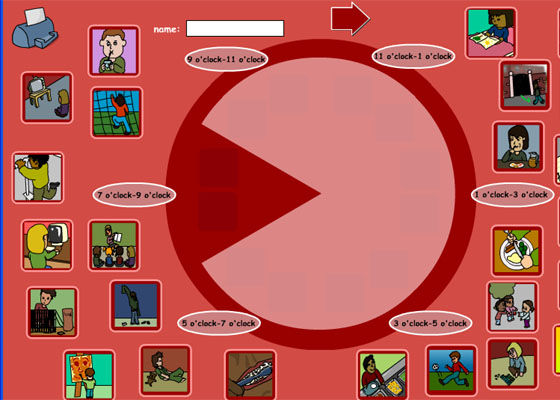 name:
9 o'clock-11 o'clock
11 o'clock-1 o'clock
7 o'clock-9 o'clock
1 o'clock-3 o'clock
5 o'clock-7 o'clock
3 o'clock-5 o'clock